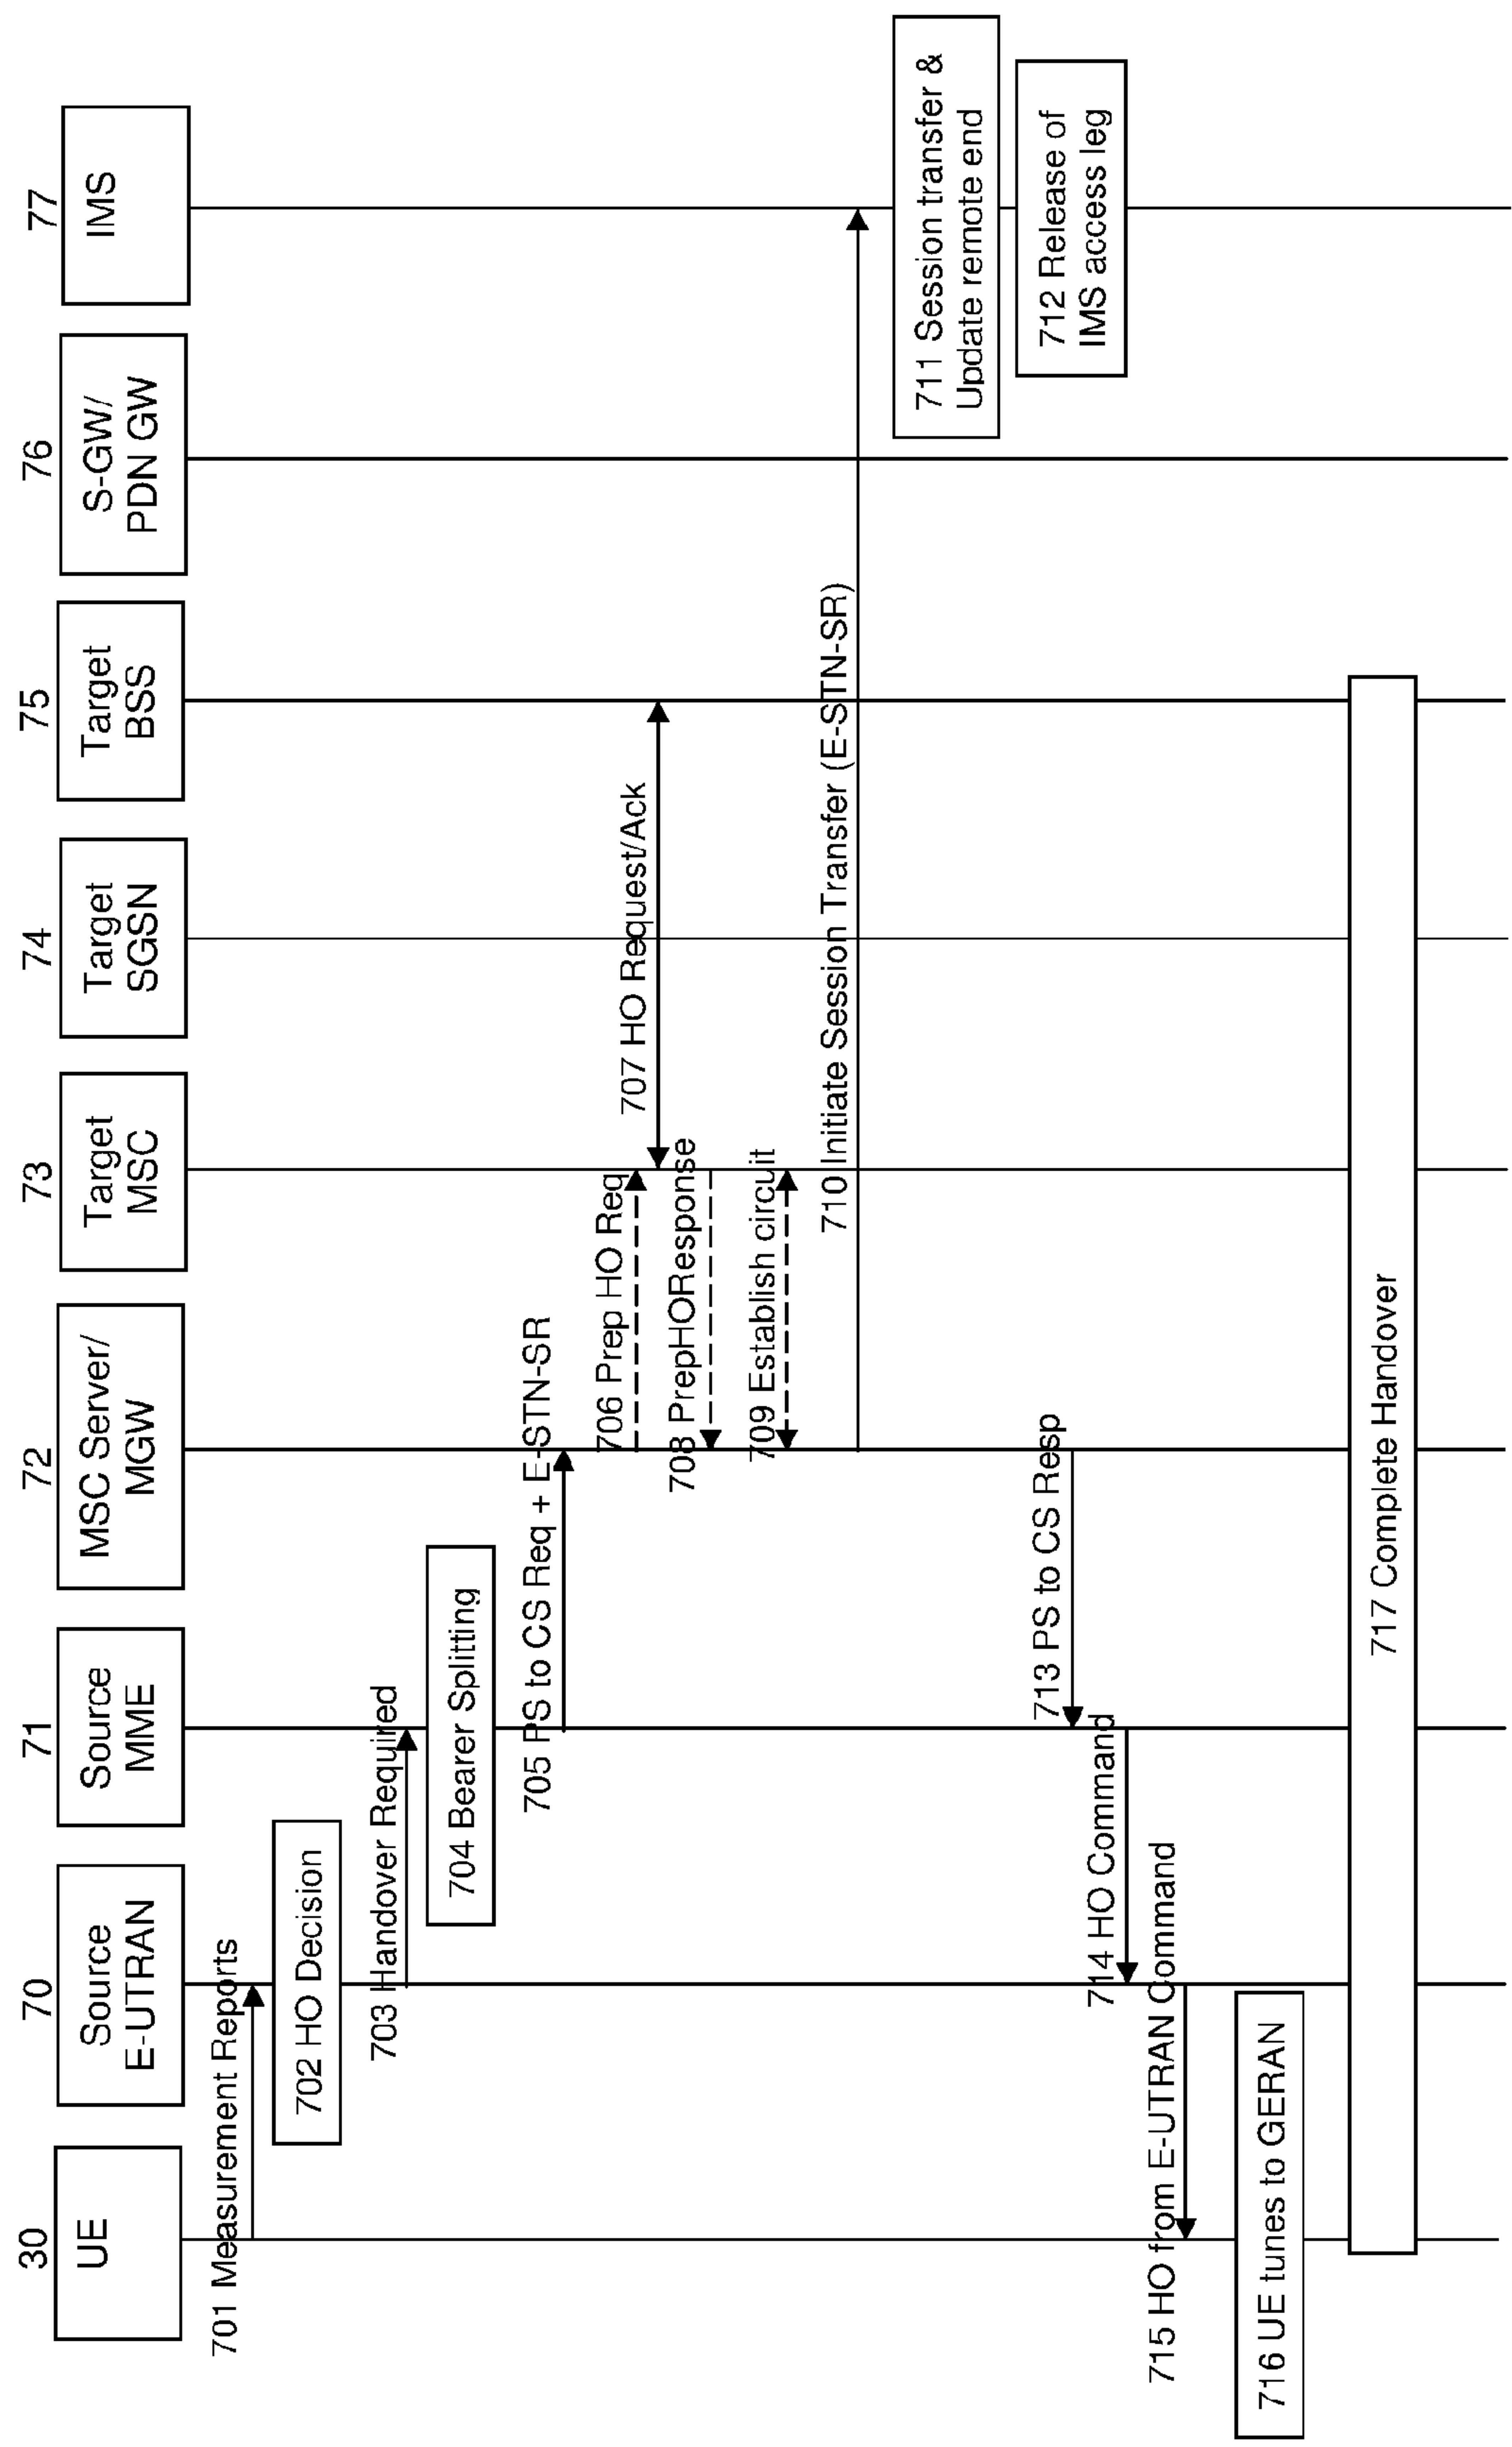 30
UE
70
Source
E-UTRAN
71
Source
MME
72
MSC Server/
MGW
73
Target
MSC
74
Target
SGSN
75
Target
BSS
76
S-GW/
PDN GW
77
IMS
701 Measurement Reports
702 HO Decision
703 Handover Required
704 Bearer Splitting
705 PS to CS Req + E-STN-SR
706 Prep HO Req
707 HO Request/Ack
708 PrepHOResponse
709 Establish circuit
710 Initiate Session Transfer (E-STN-SR)
711 Session transfer &
Update remote end
712 Release of
IMS access leg
713 PS to CS Resp
714 HO Command
715 HO from E-UTRAN Command
716 UE tunes to GERAN
717 Complete Handover